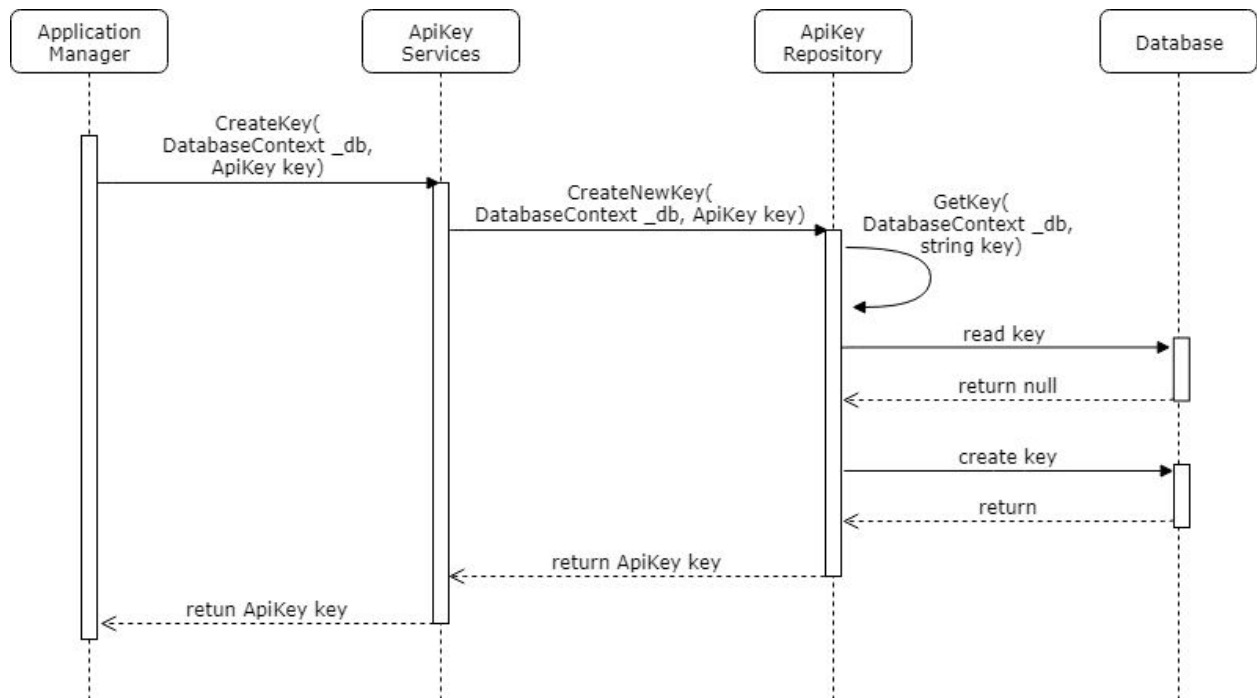 Application
Manager
ApiKey
Services
ApiKey
Repository
Database
CreateKey(
DatabaseContext _db,
ApiKey key)
CreateNewKey(
DatabaseContext _db, ApiKey key)
GetKey(
DatabaseContext _db,
string key)
read key
return null
create key
return
return ApiKey key
retun ApiKey key